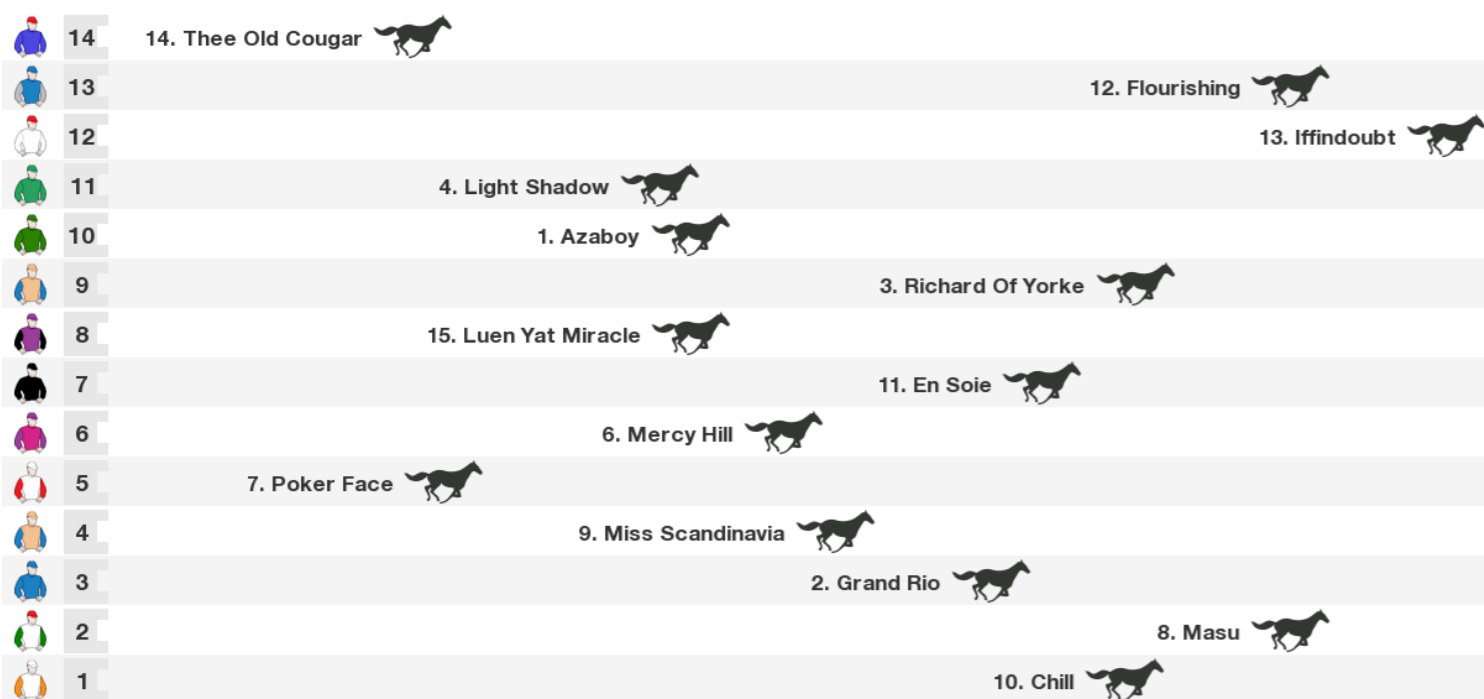 14 14. Thee Old Cougar
13 12. Flourishing
12 13. Iffindoubt
11 4. Light Shadow
10 1. Azaboy
9 3. Richard Of Yorke
8 15. Luen Yat Miracle
7 11. En Soie
6 6. Mercy Hill
5 7. Poker Face
4 9. Miss Scandinavia
3 2. Grand Rio
2 8. Masu
1 10. Chill